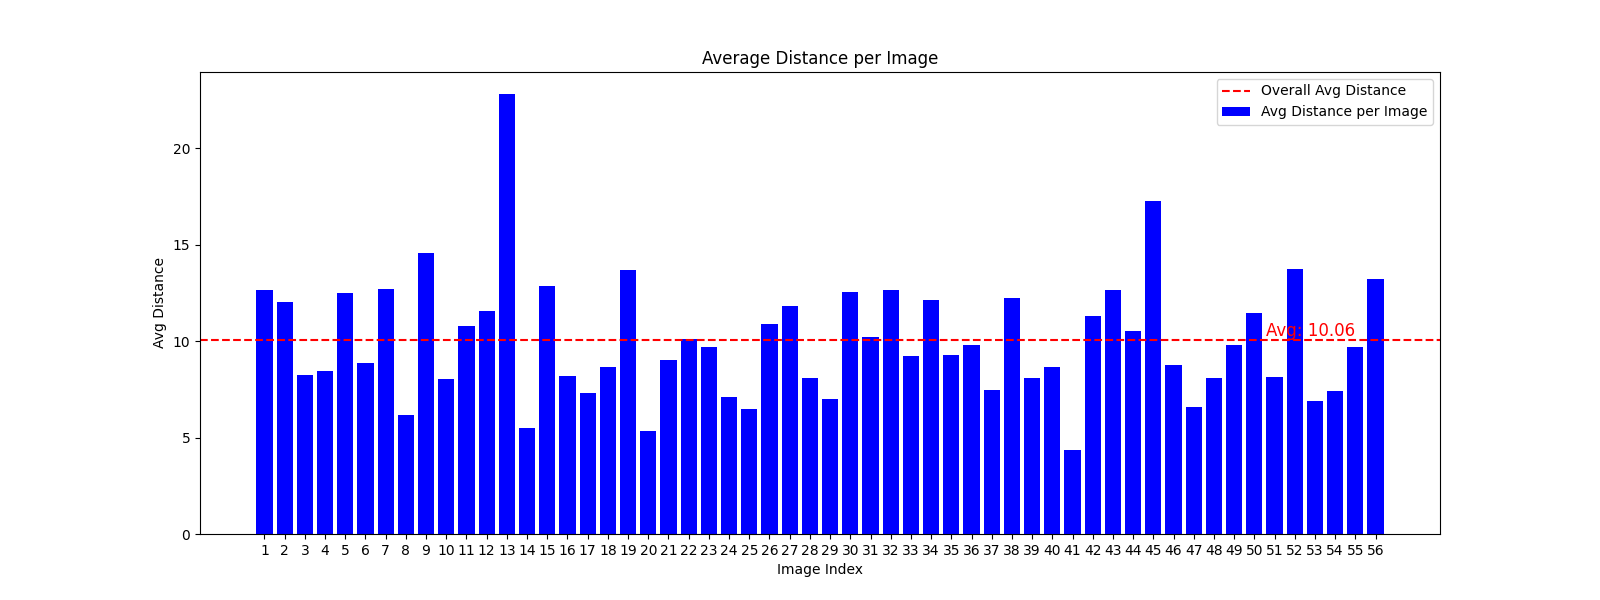 Average Distance per Image
Overall Avg Distance
Avg Distance per Image
20
15
10
5
0
Avg Distance
Avg: 10.06
1 2 3 4 5 6 7 8 9 10 11 12 13 14 15 16 17 18 19 20 21 22 23 24 25 26 27 28 29 30 31 32 33 34 35 36 37 38 39 40 41 42 43 44 45 46 47 48 49 50 51 52 53 54 55 56
Image Index